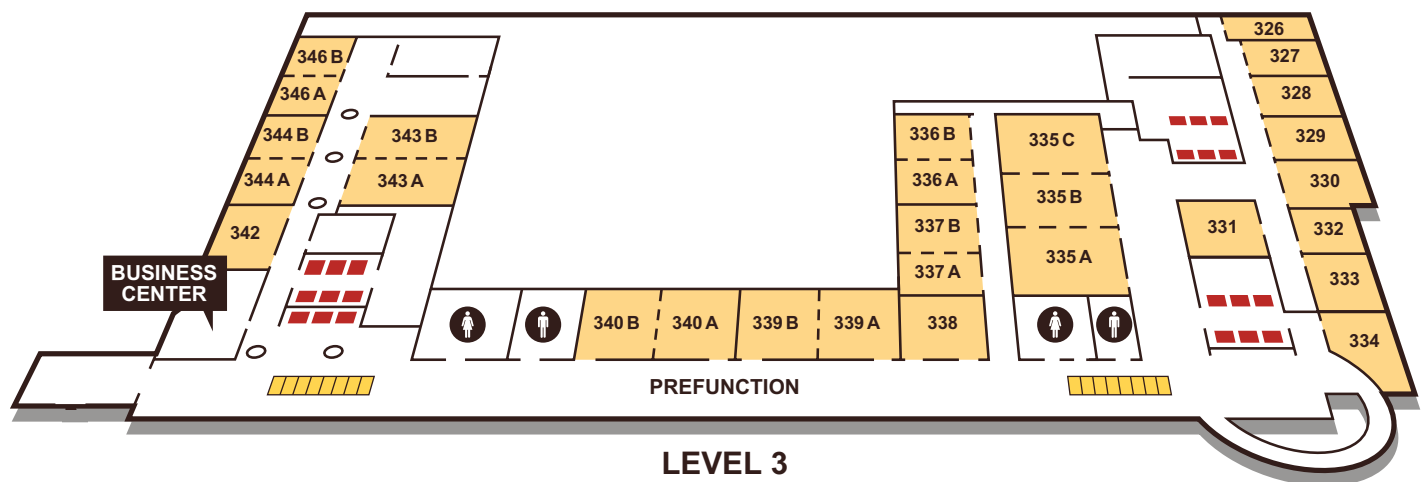 326
327
346 B
328
346 A
336 B
329
344 B
343 B
335 C
336 A
330
344 A
343 A
335 B
337 B
331
332
342
335 A
337 A
333
BUSINESS
CENTER
340 B
340 A
339 B
339 A
338
334
PREFUNCTION
LEVEL 3